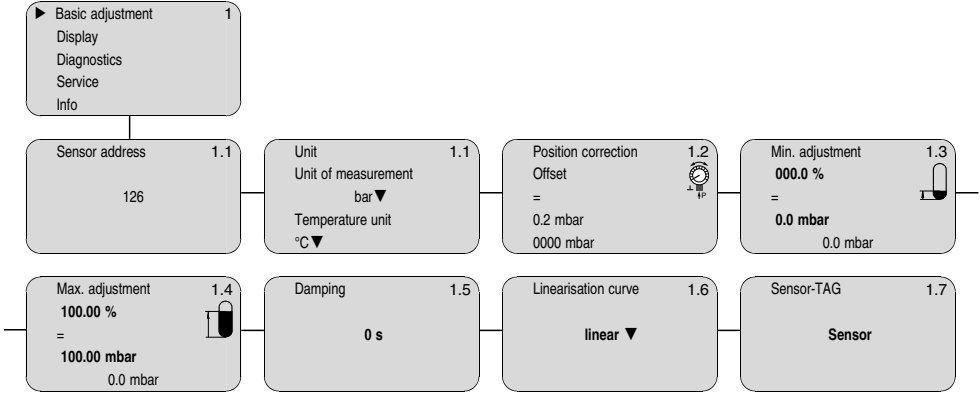 ▶ Basic adjustment 1
Display
Diagnostics
Service
Info
Sensor address 1.1
126
Unit 1.1
Unit of measurement
bar▼
Temperature unit
°C▼
Position correction 1.2
Offset
=
0.2 mbar
0000 mbar
P
Min. adjustment 1.3
000.0 %
=
0.0 mbar
0.0 mbar
Max. adjustment 1.4
100.00 %
=
100.00 mbar
0.0 mbar
Damping 1.5
0 s
Linearisation curve 1.6
linear ▼
Sensor-TAG 1.7
Sensor